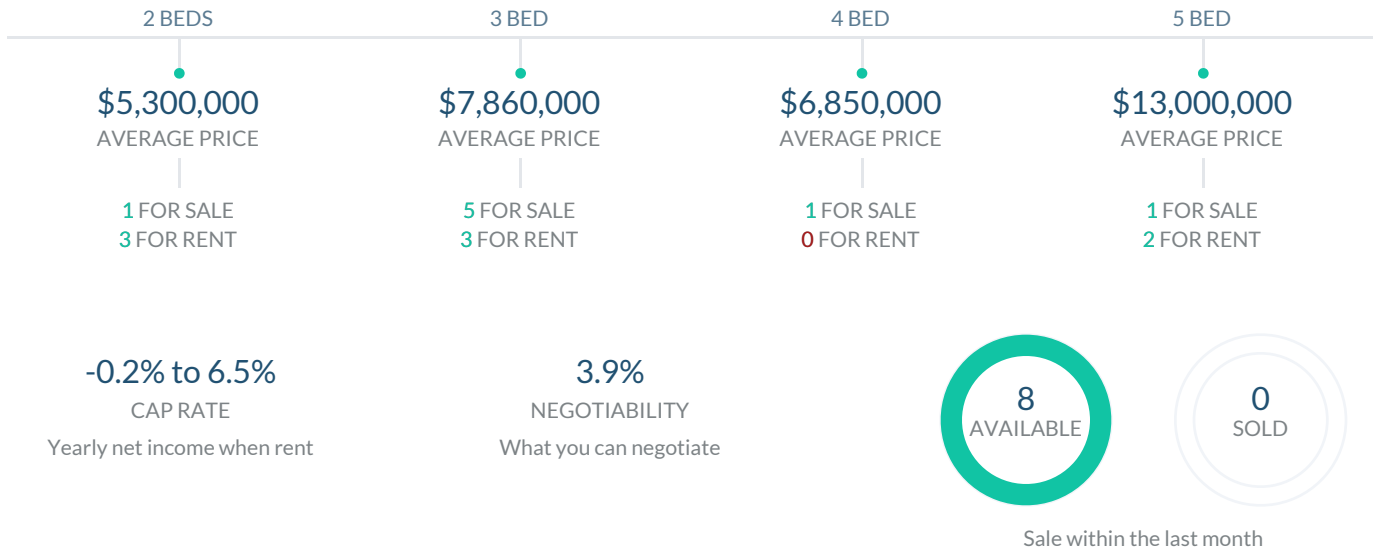 2 BEDS
3 BED
4 BED
5 BED
$5,300,000
$7,860,000
$6,850,000
$13,000,000
AVERAGE PRICE
AVERAGE PRICE
AVERAGE PRICE
AVERAGE PRICE
1 FOR SALE
5 FOR SALE
1 FOR SALE
1 FOR SALE
3 FOR RENT
3 FOR RENT
0 FOR RENT
2 FOR RENT
-0.2% to 6.5%
CAP RATE
Yearly net income when rent
3.9%
NEGOTIABILITY
What you can negotiate
8
AVAILABLE
0
SOLD
Sale within the last month